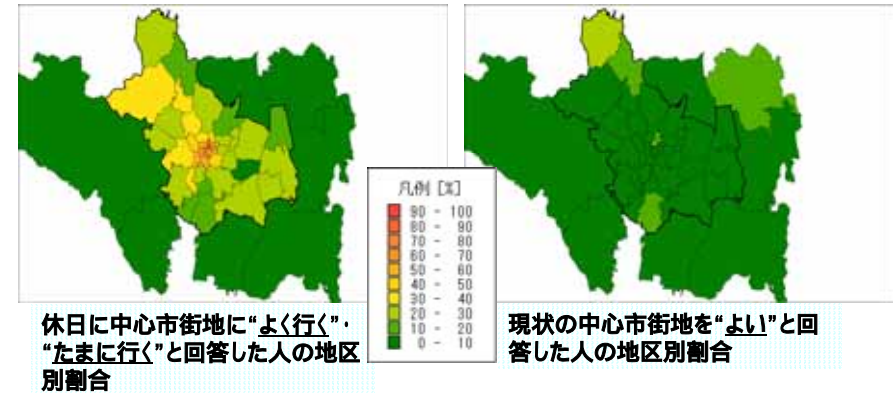 凡例 [%]
90 - 100
80 - 90
70 - 80
60 - 70
50 - 60
40 - 50
30 - 40
20 - 30
10 - 20
0 - 10
休日に中心市街地に“よく行く”・
“たまに行く”と回答した人の地区
別割合
現状の中心市街地を“よい”と回
答した人の地区別割合